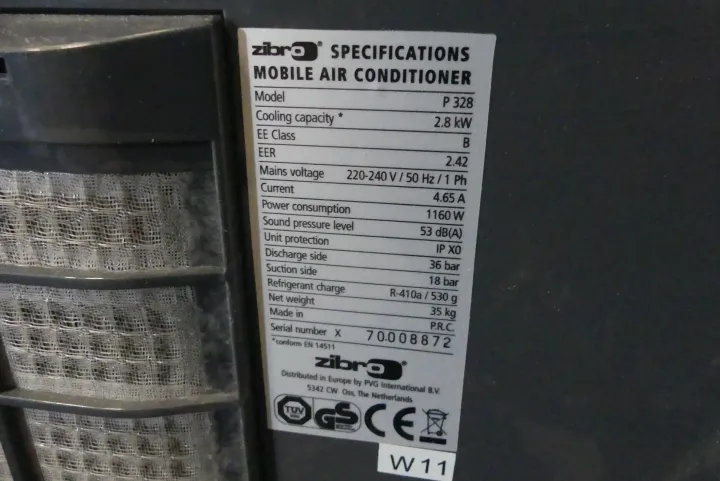 zibro® SPECIFICATIONS
MOBILE AIR CONDITIONER
Model P 328
Cooling capacity * 2.8 kW
EE Class B
EER 2.42
Mains voltage 220-240 V / 50 Hz / 1 Ph
Current 4.65 A
Power consumption 1160 W
Sound pressure level 53 dB(A)
Unit protection IP X0
Discharge side 36 bar
Suction side 18 bar
Refrigerant charge R-410a / 530 g
Net weight 35 kg
Made in P.R.C.
Serial number X 70008872
*conform EN 14511
zibro®
Distributed in Europe by PVG International B.V.
5342 CW Oss, The Netherlands
TÜV GS CE
W11